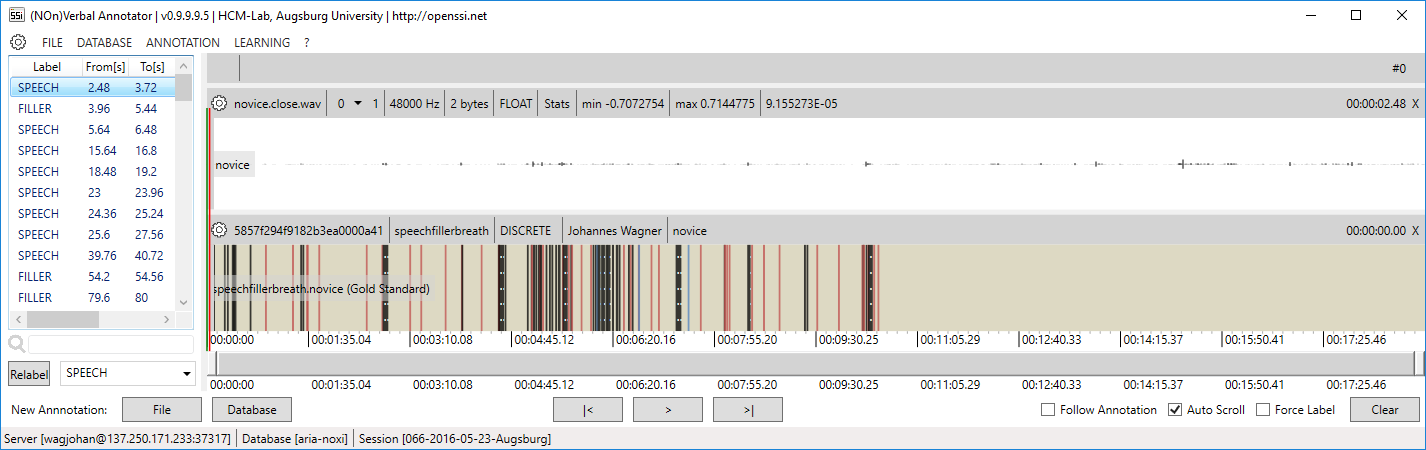 SSi (NOn)Verbal Annotator | v0.9.9.9.5 | HCM-Lab, Augsburg University | http://openssi.net
FILE DATABASE ANNOTATION LEARNING ?
Label From[s] To[s]
SPEECH 2.48 3.72
FILLER 3.96 5.44
SPEECH 5.64 6.48
SPEECH 15.64 16.8
SPEECH 18.48 19.2
SPEECH 23 23.96
SPEECH 24.36 25.24
SPEECH 25.6 27.56
SPEECH 39.76 40.72
FILLER 54.2 54.56
FILLER 79.6 80
Relabel SPEECH
#0
novice.close.wav 0 1 48000 Hz 2 bytes FLOAT Stats min -0.7072754 max 0.7144775 9.155273E-05 00:00:02.48 X
novice
5857f294f9182b3ea0000a41 speechfillerbreath DISCRETE Johannes Wagner novice 00:00:00.00 X
speechfillerbreath.novice (Gold Standard)
00:00:00 00:01:35.04 00:03:10.08 00:04:45.12 00:06:20.16 00:07:55.20 00:09:30.25 00:11:05.29 00:12:40.33 00:14:15.37 00:15:50.41 00:17:25.46
00:00:00 00:01:35.04 00:03:10.08 00:04:45.12 00:06:20.16 00:07:55.20 00:09:30.25 00:11:05.29 00:12:40.33 00:14:15.37 00:15:50.41 00:17:25.46
New Annnotation: File Database |< > >| Follow Annotation Auto Scroll Force Label Clear
Server [wagjohan@137.250.171.233:37317] Database [aria-noxi] Session [066-2016-05-23-Augsburg]